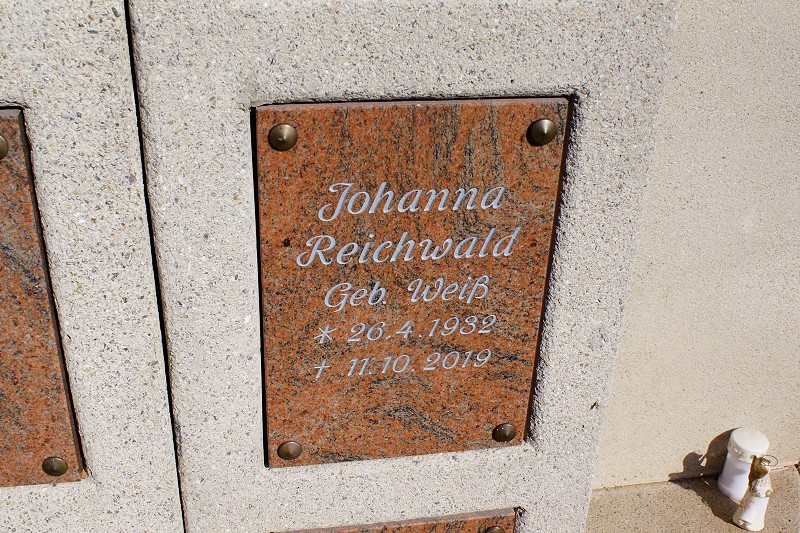 Johanna
Reichwald
Geb. Weiß
* 26.4.1932
† 11.10.2019